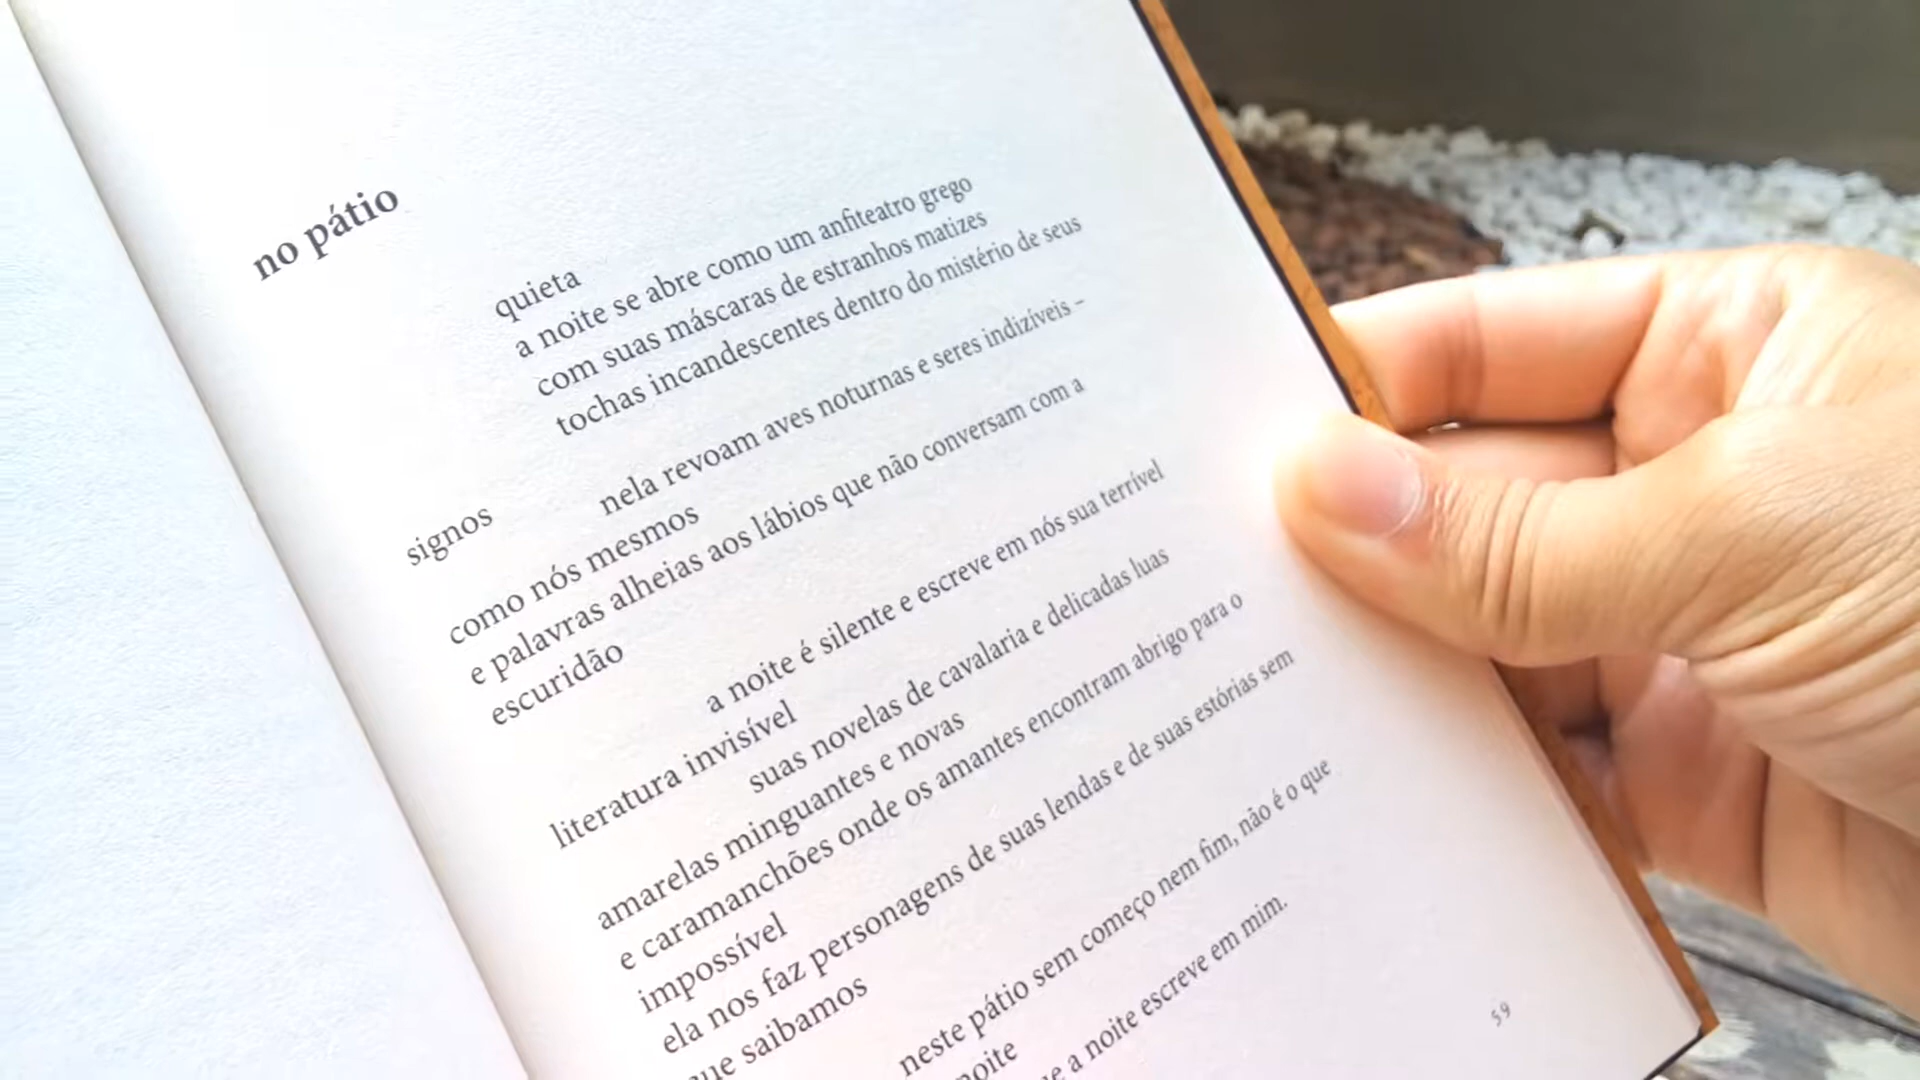 no pátio
quieta
a noite se abre como um anfiteatro grego
com suas máscaras de estranhos matizes
tochas incandescentes dentro do mistério de seus
signos
nela revoam aves noturnas e seres indizíveis –
como nós mesmos
e palavras alheias aos lábios que não conversam com a
escuridão
a noite é silente e escreve em nós sua terrível
literatura invisível
suas novelas de cavalaria e delicadas luas
amarelas minguantes e novas
e caramanchões onde os amantes encontram abrigo para o
impossível
ela nos faz personagens de suas lendas e de suas estórias sem
que saibamos
neste pátio sem começo nem fim, não é o que
noite
a noite escreve em mim.
59